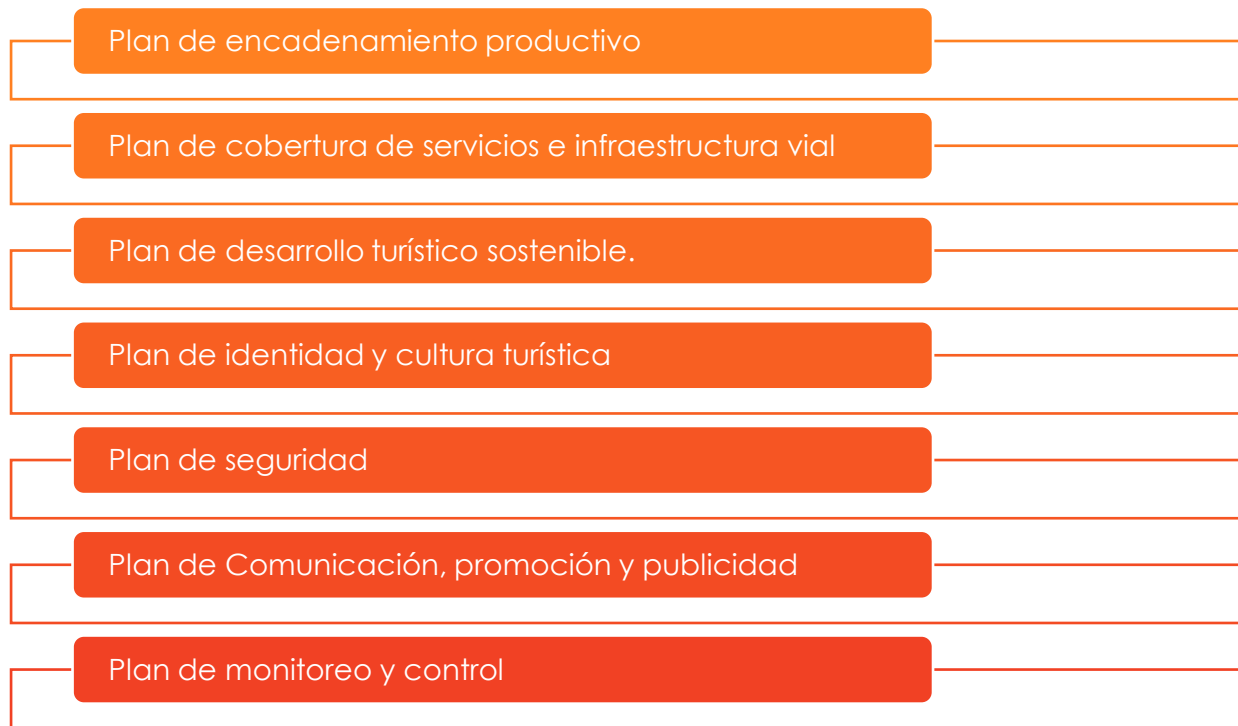 Plan de encadenamiento productivo
Plan de cobertura de servicios e infraestructura vial
Plan de desarrollo turístico sostenible.
Plan de identidad y cultura turística
Plan de seguridad
Plan de Comunicación, promoción y publicidad
Plan de monitoreo y control